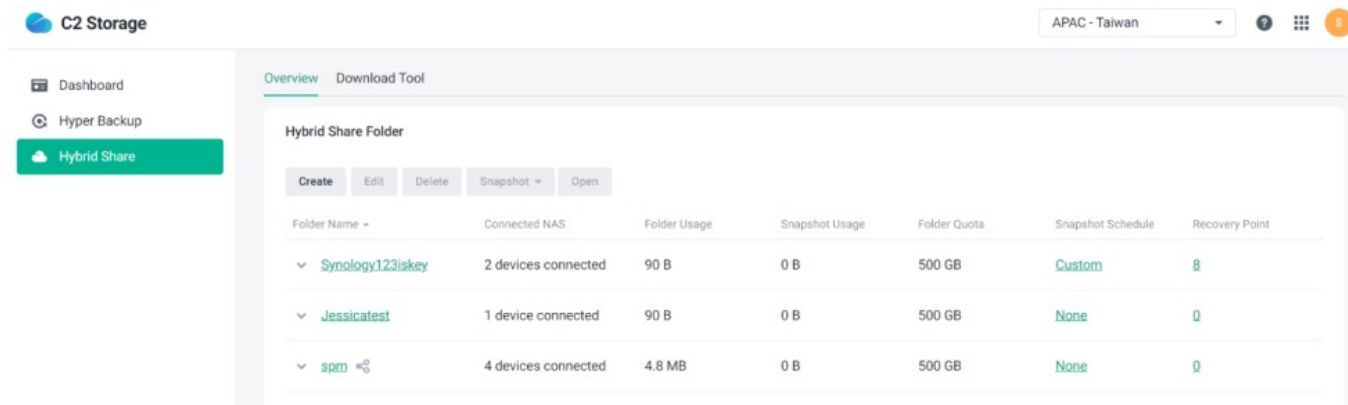 C2 Storage
APAC - Taiwan
S
Dashboard
Hyper Backup
Hybrid Share
Overview Download Tool
Hybrid Share Folder
Create Edit Delete Snapshot Open
Folder Name Connected NAS Folder Usage Snapshot Usage Folder Quota Snapshot Schedule Recovery Point
Synology123iskey 2 devices connected 90 B 0 B 500 GB Custom 8
Jessicatest 1 device connected 90 B 0 B 500 GB None 0
spm 4 devices connected 4.8 MB 0 B 500 GB None 0